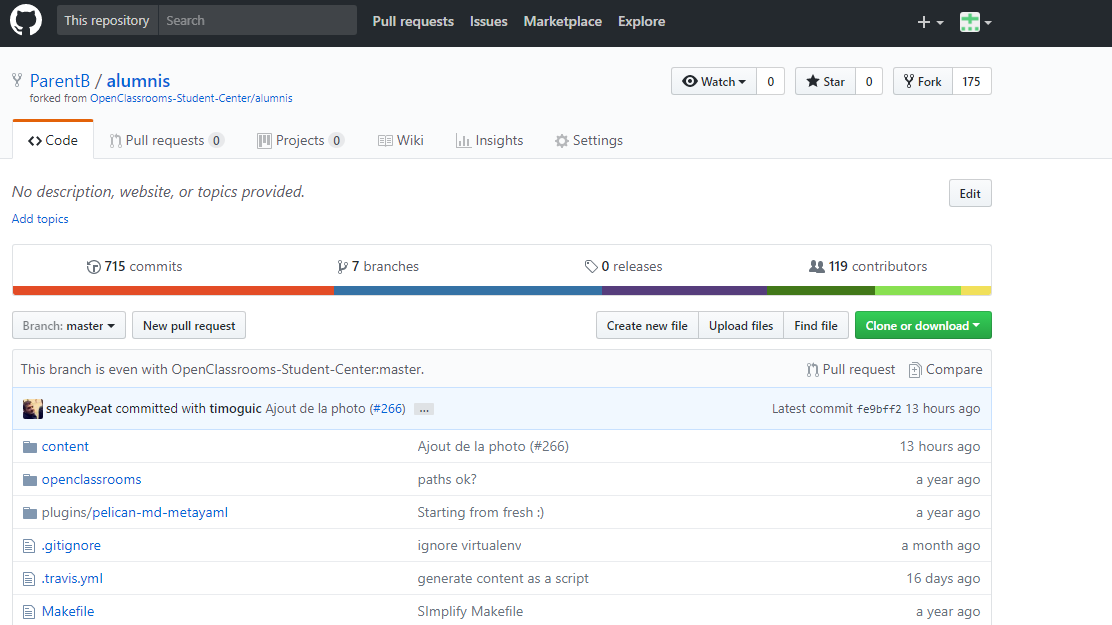 This repository Search Pull requests Issues Marketplace Explore
ParentB / alumnis Watch 0 Star 0 Fork 175
forked from OpenClassrooms-Student-Center/alumnis
Code Pull requests 0 Projects 0 Wiki Insights Settings
No description, website, or topics provided. Edit
Add topics
715 commits 7 branches 0 releases 119 contributors
Branch: master New pull request Create new file Upload files Find file Clone or download
This branch is even with OpenClassrooms-Student-Center:master. Pull request Compare
sneakyPeat committed with timoguic Ajout de la photo (#266) ... Latest commit fe9bff2 13 hours ago
content Ajout de la photo (#266) 13 hours ago
openclassrooms paths ok? a year ago
plugins/pelican-md-metayaml Starting from fresh :) a year ago
.gitignore ignore virtualenv a month ago
.travis.yml generate content as a script 16 days ago
Makefile SImplify Makefile a year ago